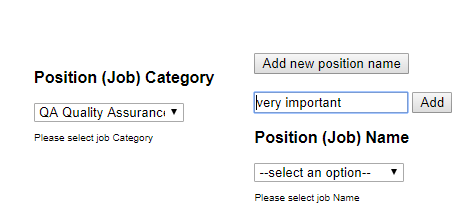 Add new position name
Position (Job) Category
very important
Add
QA Quality Assuranc
Position (Job) Name
Please select job Category
--select an option--
Please select job Name